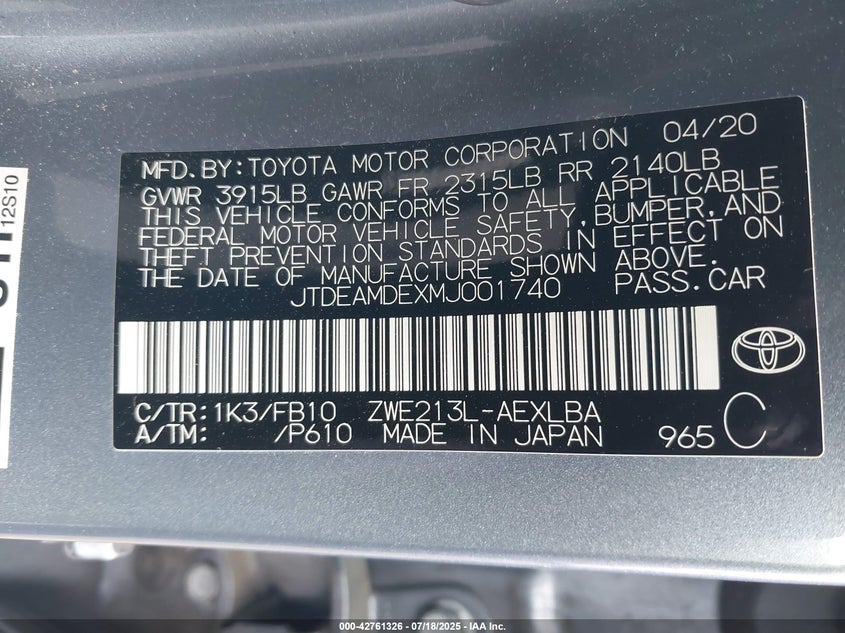 MFD.BY:TOYOTA MOTOR CORPORATION 04/20
GVWR 3915LB GAWR FR 2315LB RR 2140LB
THIS VEHICLE CONFORMS TO ALL APPLICABLE
FEDERAL MOTOR VEHICLE SAFETY,BUMPER,AND
THEFT PREVENTION STANDARDS IN EFFECT ON
THE DATE OF MANUFACTURE SHOWN ABOVE.
JTDEAMDEXMJ001740 PASS.CAR
C/TR:1K3/FB10 ZWE213L-AEXLBA
A/TM: /P610 MADE IN JAPAN 965 C
12S10
000-42761326 - 07/18/2025 - IAA Inc.